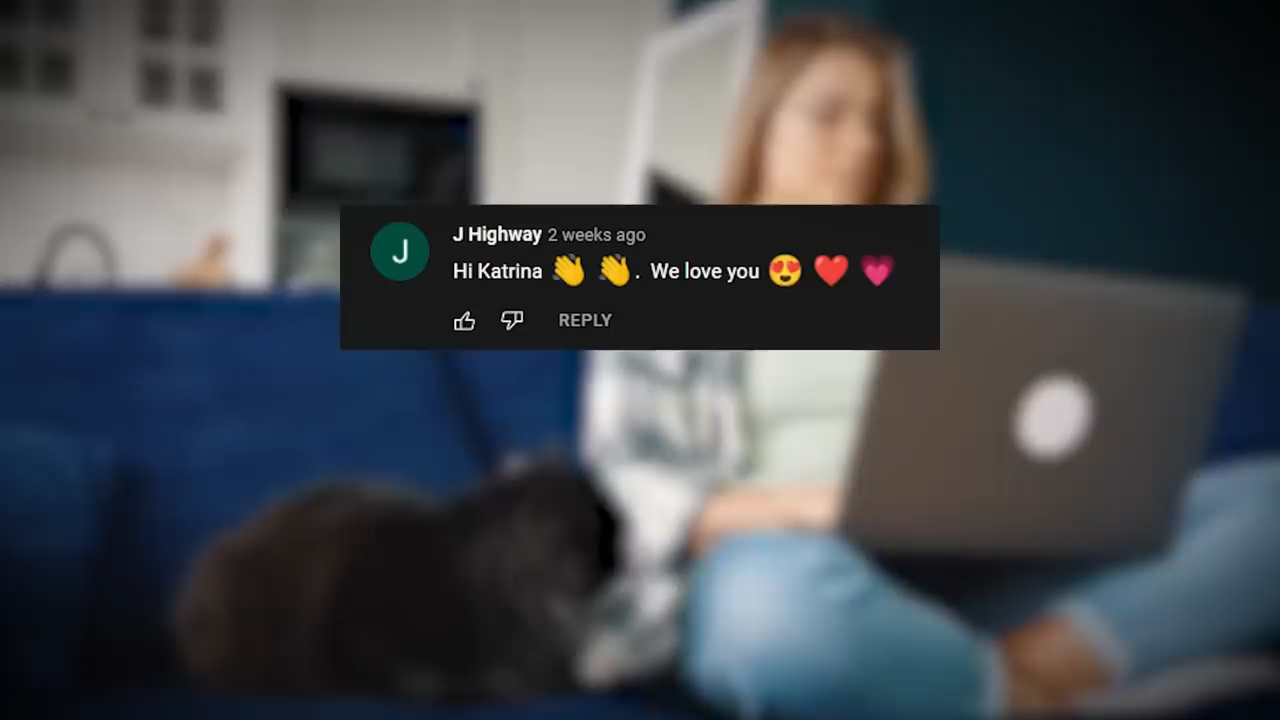 J
J Highway 2 weeks ago
Hi Katrina 👋 👋. We love you 😍 ❤️ 💗
REPLY